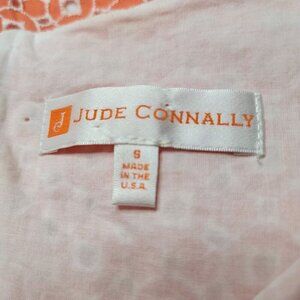 J
JUDE CONNALLY
S
MADE
IN THE
U.S.A.